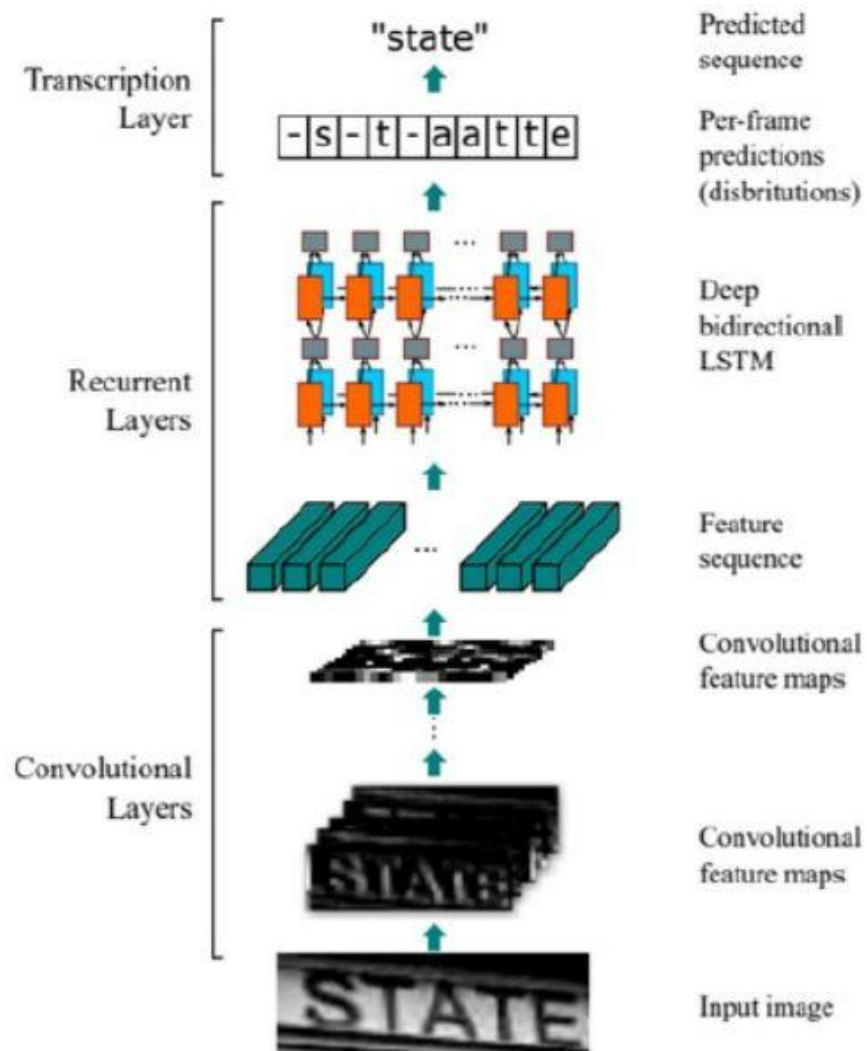 "state"
Predicted
sequence
Transcription
Layer
-s-t-aatte
Per-frame
predictions
(disbritutions)
...
...
Deep
bidirectional
LSTM
Recurrent
Layers
...
Feature
sequence
Convolutional
feature maps
Convolutional
Layers
STATE
Convolutional
feature maps
STATE
Input image